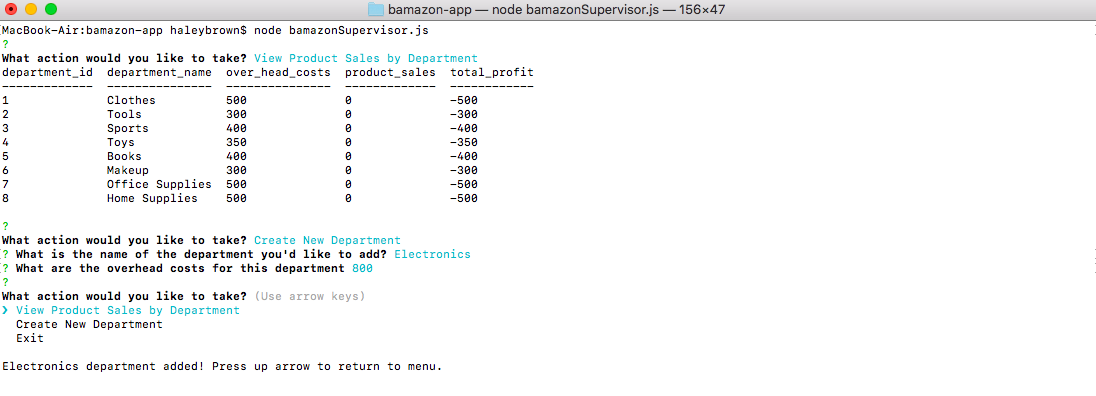 bamazon-app — node bamazonSupervisor.js — 156×47
MacBook-Air:bamazon-app haleybrown$ node bamazonSupervisor.js
?
What action would you like to take? View Product Sales by Department
department_id  department_name  over_head_costs  product_sales  total_profit
-------------  ---------------  ---------------  -------------  ------------
1              Clothes          500              0              -500
2              Tools            300              0              -300
3              Sports           400              0              -400
4              Toys             350              0              -350
5              Books            400              0              -400
6              Makeup           300              0              -300
7              Office Supplies  500              0              -500
8              Home Supplies    500              0              -500
?
What action would you like to take? Create New Department
? What is the name of the department you'd like to add? Electronics
? What are the overhead costs for this department 800
?
What action would you like to take? (Use arrow keys)
❯ View Product Sales by Department
  Create New Department
  Exit
Electronics department added! Press up arrow to return to menu.